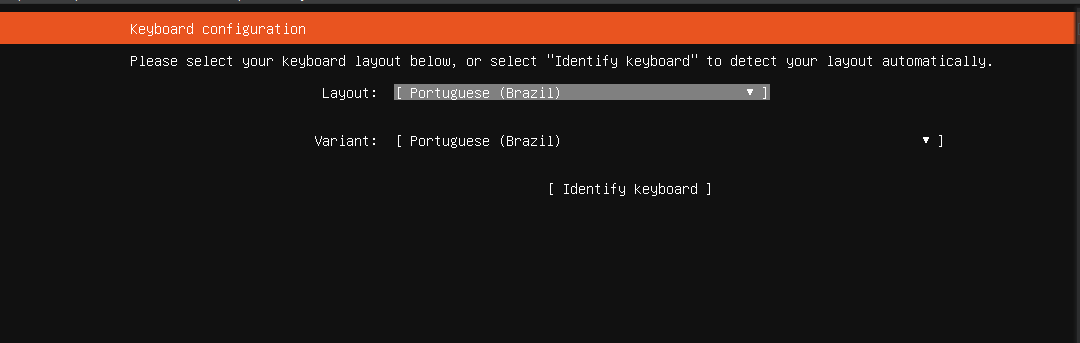 Keyboard configuration
Please select your keyboard layout below, or select "Identify keyboard" to detect your layout automatically.
Layout: [ Portuguese (Brazil) ▼ ]
Variant: [ Portuguese (Brazil) ▼ ]
[ Identify keyboard ]